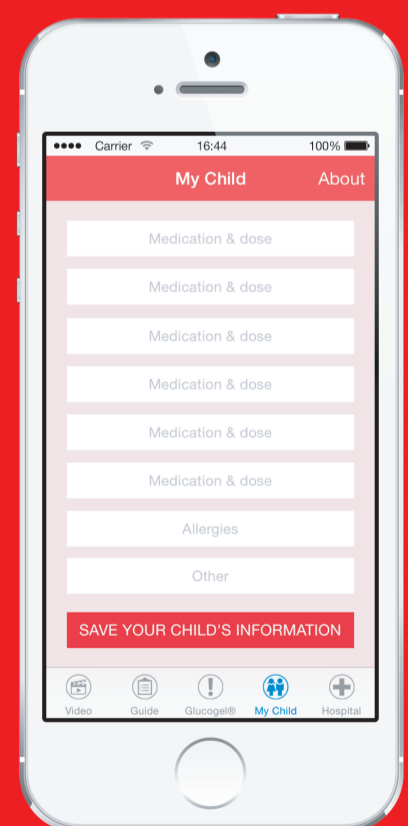 Carrier 16:44 100%
My Child About
Medication & dose
Medication & dose
Medication & dose
Medication & dose
Medication & dose
Medication & dose
Allergies
Other
SAVE YOUR CHILD'S INFORMATION
Video Guide Glucogel® My Child Hospital